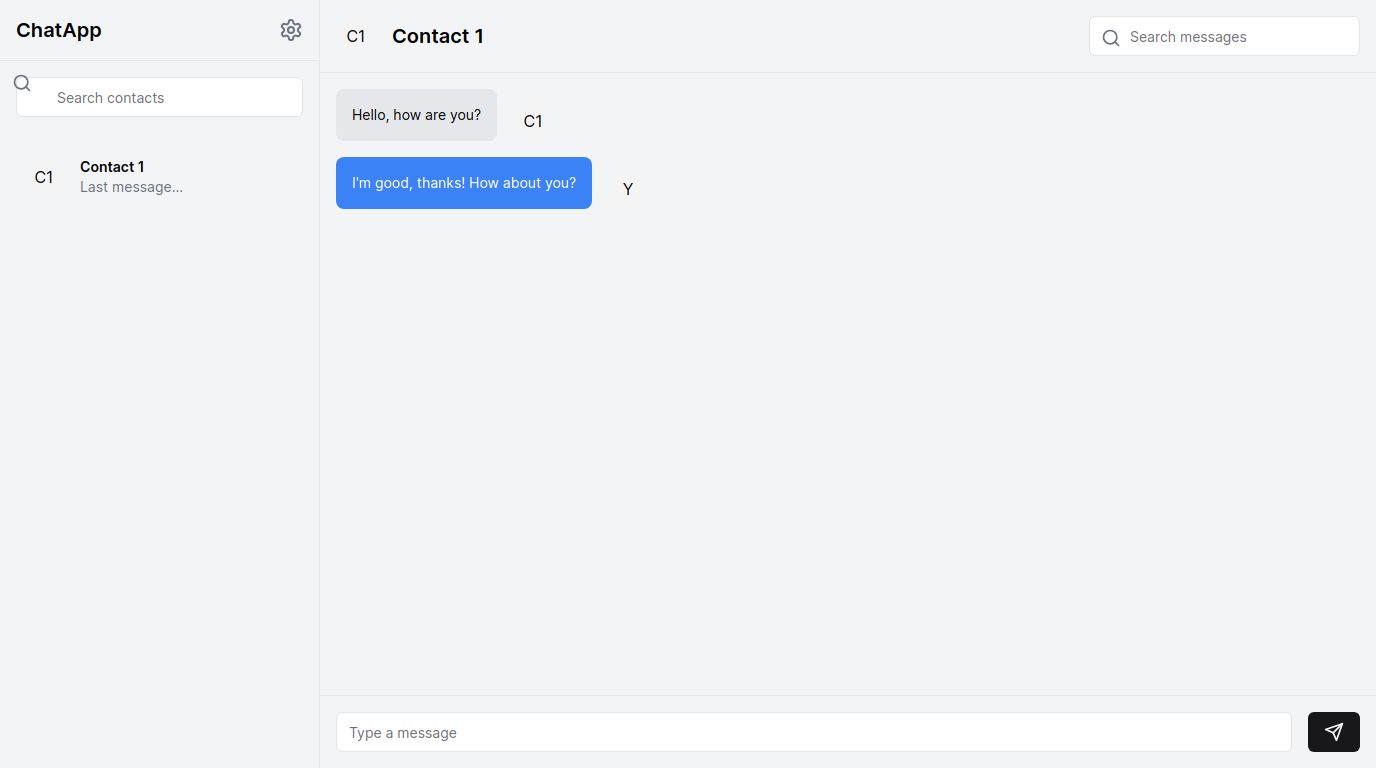 ChatApp
Search contacts
C1
Contact 1
Last message...
C1
Contact 1
Search messages
Hello, how are you?
C1
I'm good, thanks! How about you?
Y
Type a message